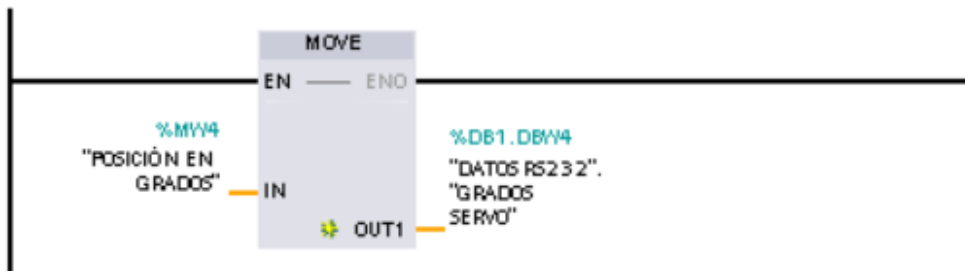 MOVE
EN
ENO
%MW4
"POSICIÓN EN
GRADOS"
IN
%DB1.DBW4
"DATOS RS232".
"GRADOS
SERVO"
OUT1